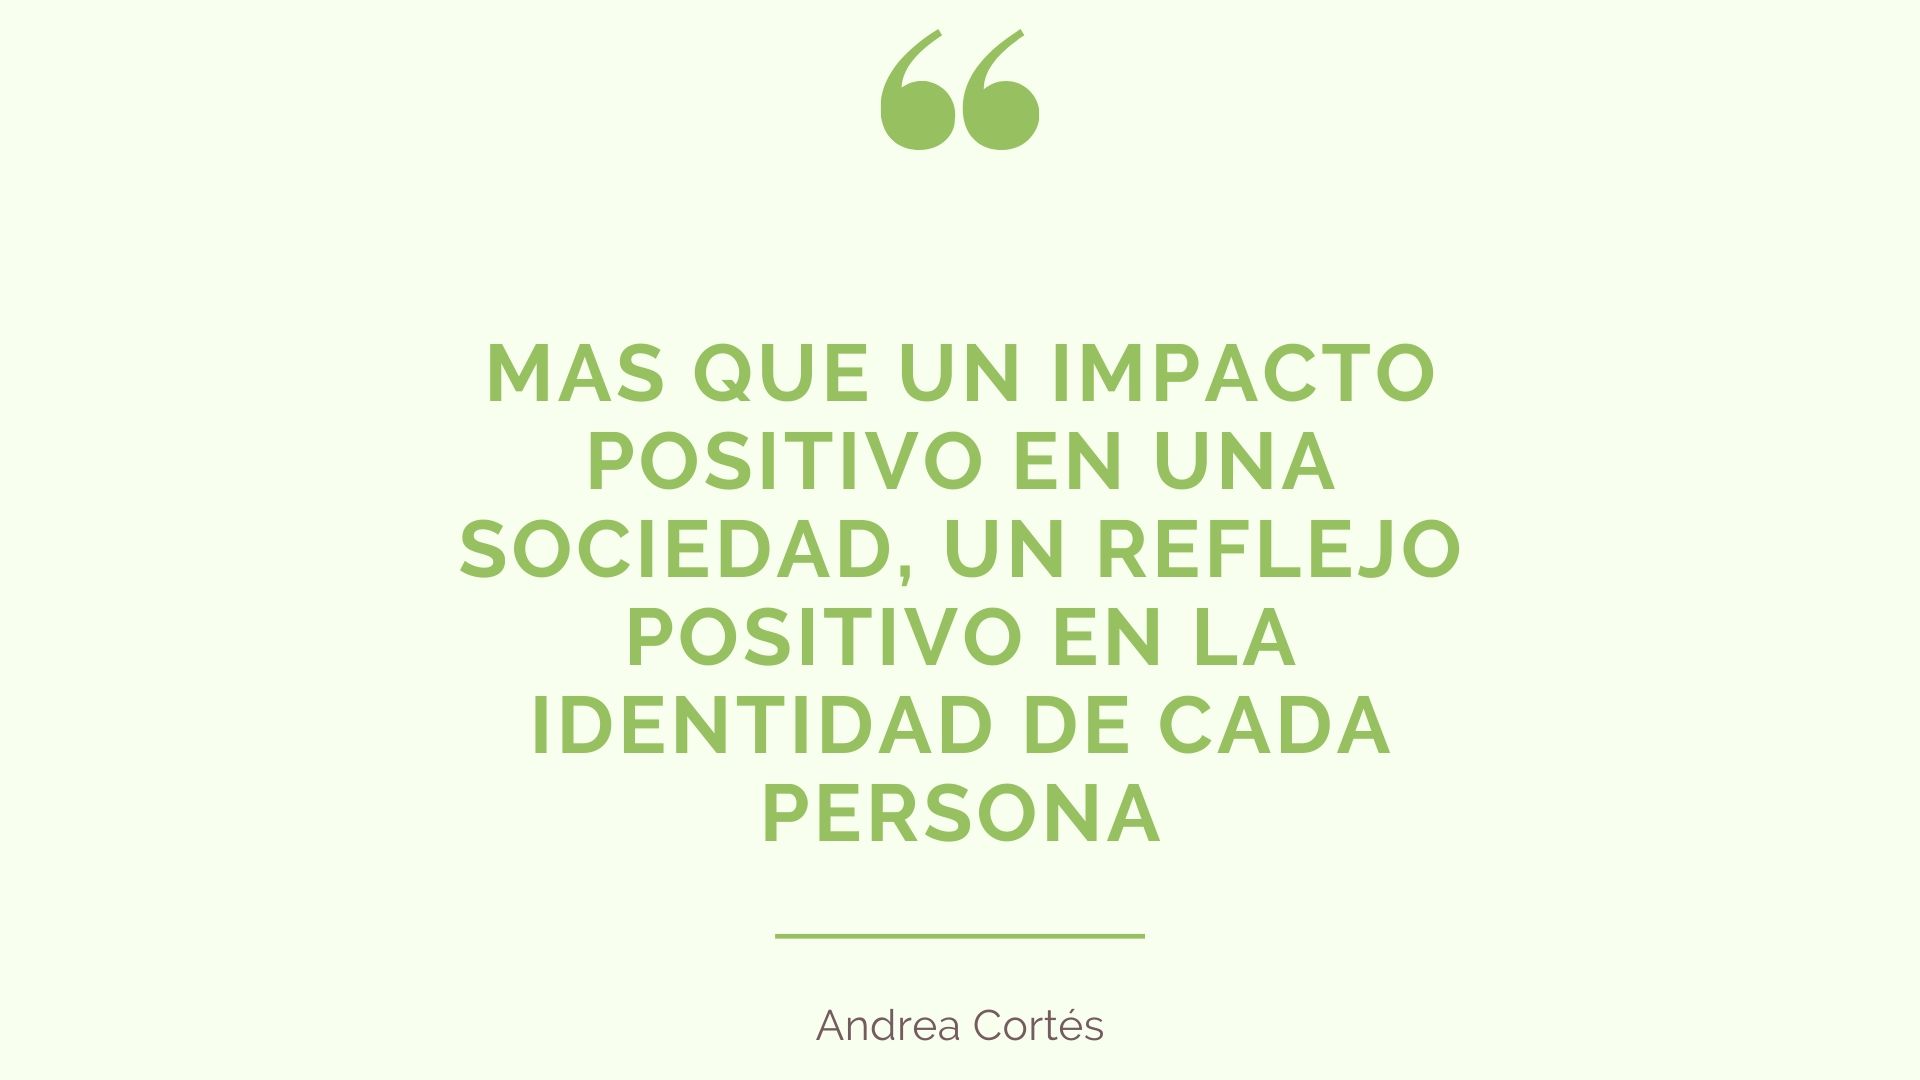 MAS QUE UN IMPACTO
POSITIVO EN UNA
SOCIEDAD, UN REFLEJO
POSITIVO EN LA
IDENTIDAD DE CADA
PERSONA
Andrea Cortés